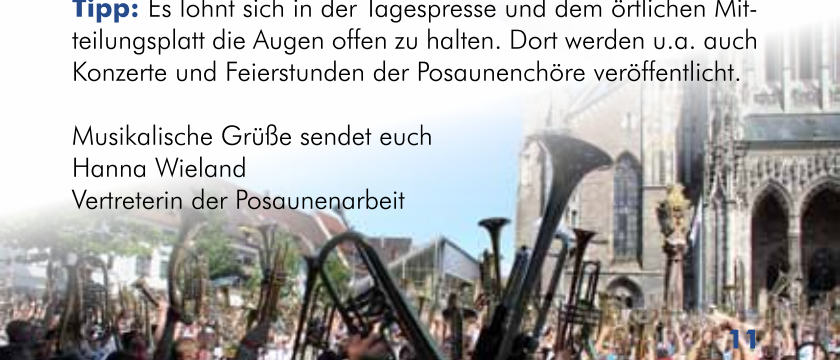 Tipp: Es lohnt sich in der Tagespresse und dem örtlichen Mit-
teilungsplatt die Augen offen zu halten. Dort werden u.a. auch
Konzerte und Feierstunden der Posaunenchöre veröffentlicht.
Musikalische Grüße sendet euch
Hanna Wieland
Vertreterin der Posaunenarbeit
11